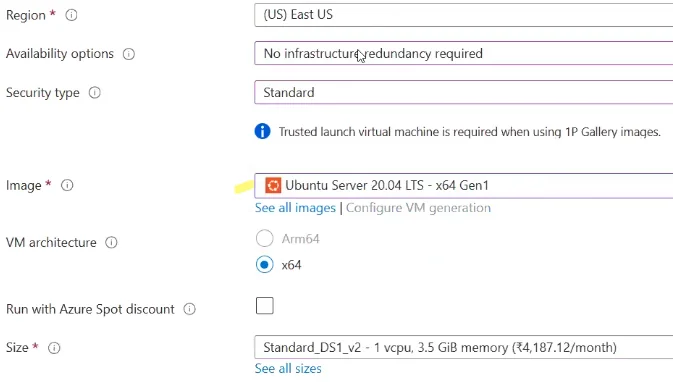 Region * (US) East US
Availability options No infrastructure redundancy required
Security type Standard
Trusted launch virtual machine is required when using 1P Gallery images.
Image * Ubuntu Server 20.04 LTS - x64 Gen1
See all images | Configure VM generation
VM architecture Arm64
x64
Run with Azure Spot discount
Size * Standard_DS1_v2 - 1 vcpu, 3.5 GiB memory (₹4,187.12/month)
See all sizes